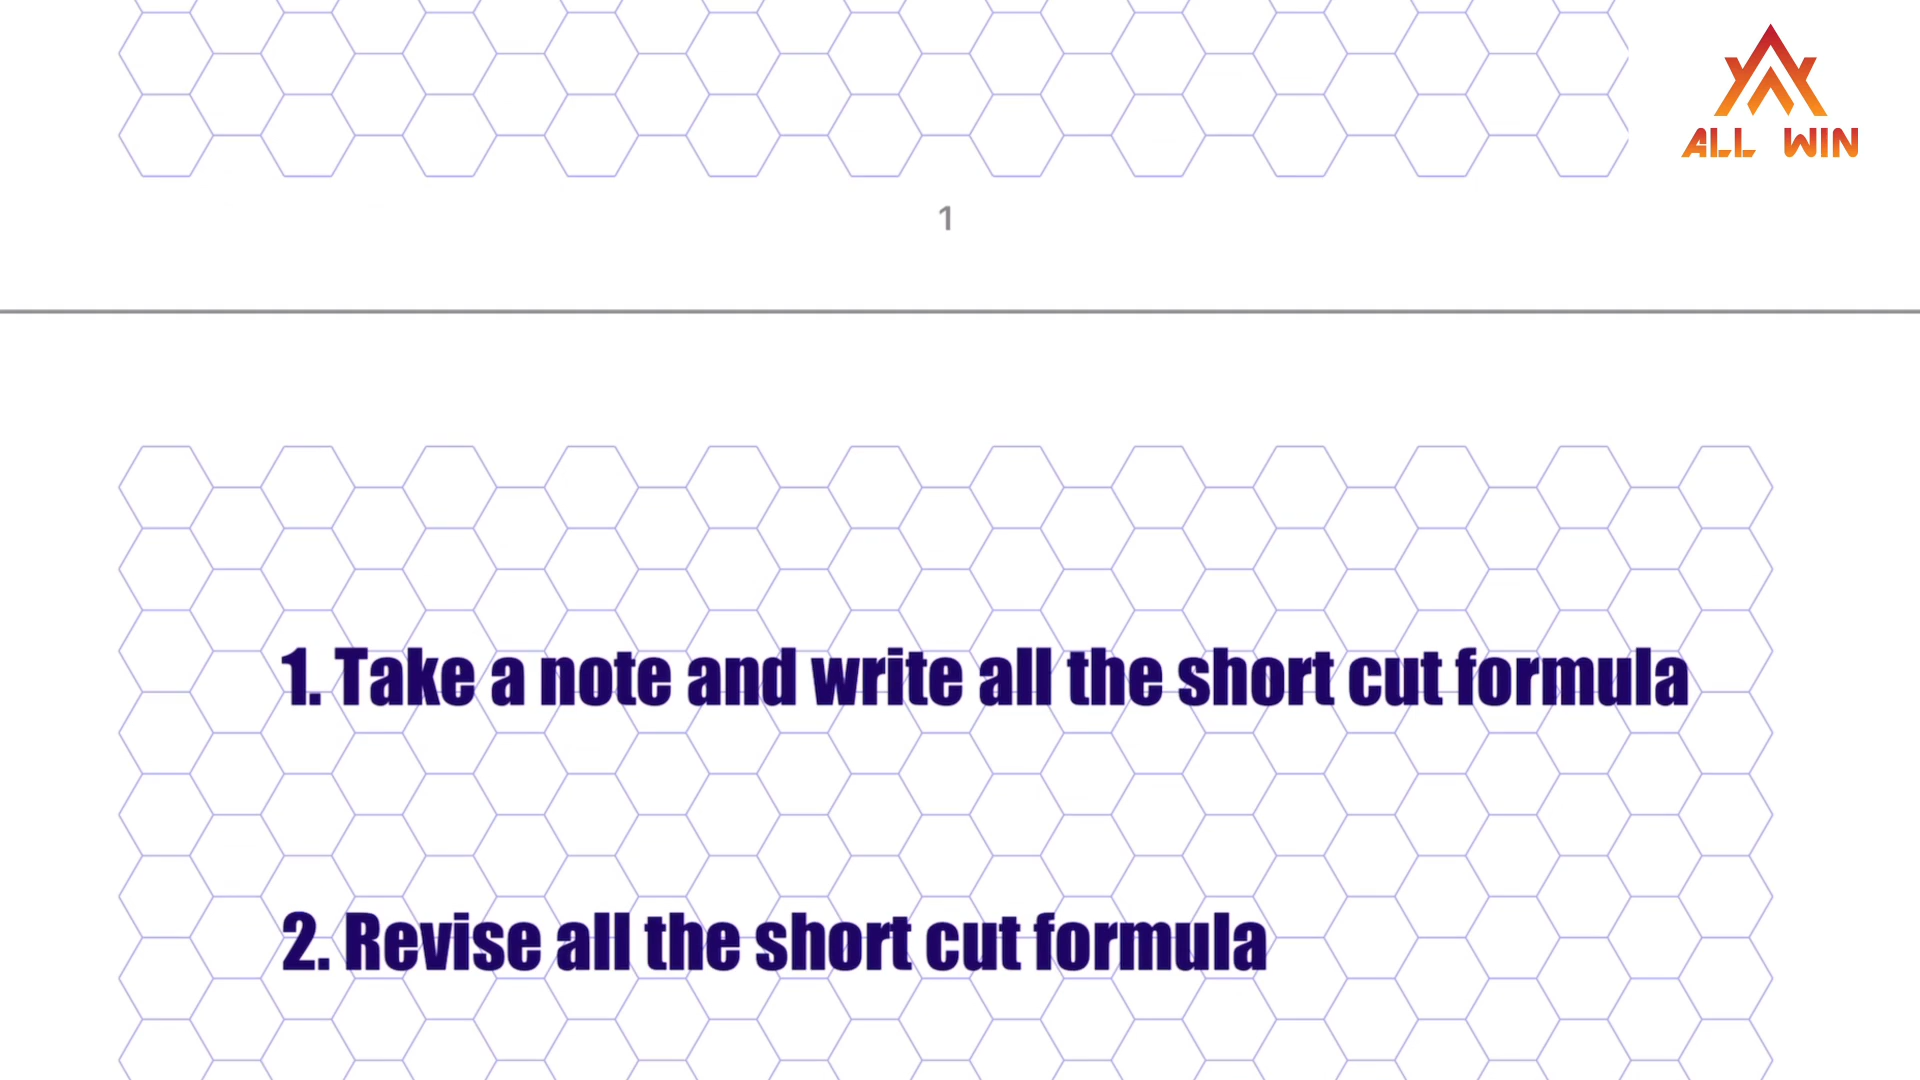 ALL WIN
1
1. Take a note and write all the short cut formula
2. Revise all the short cut formula